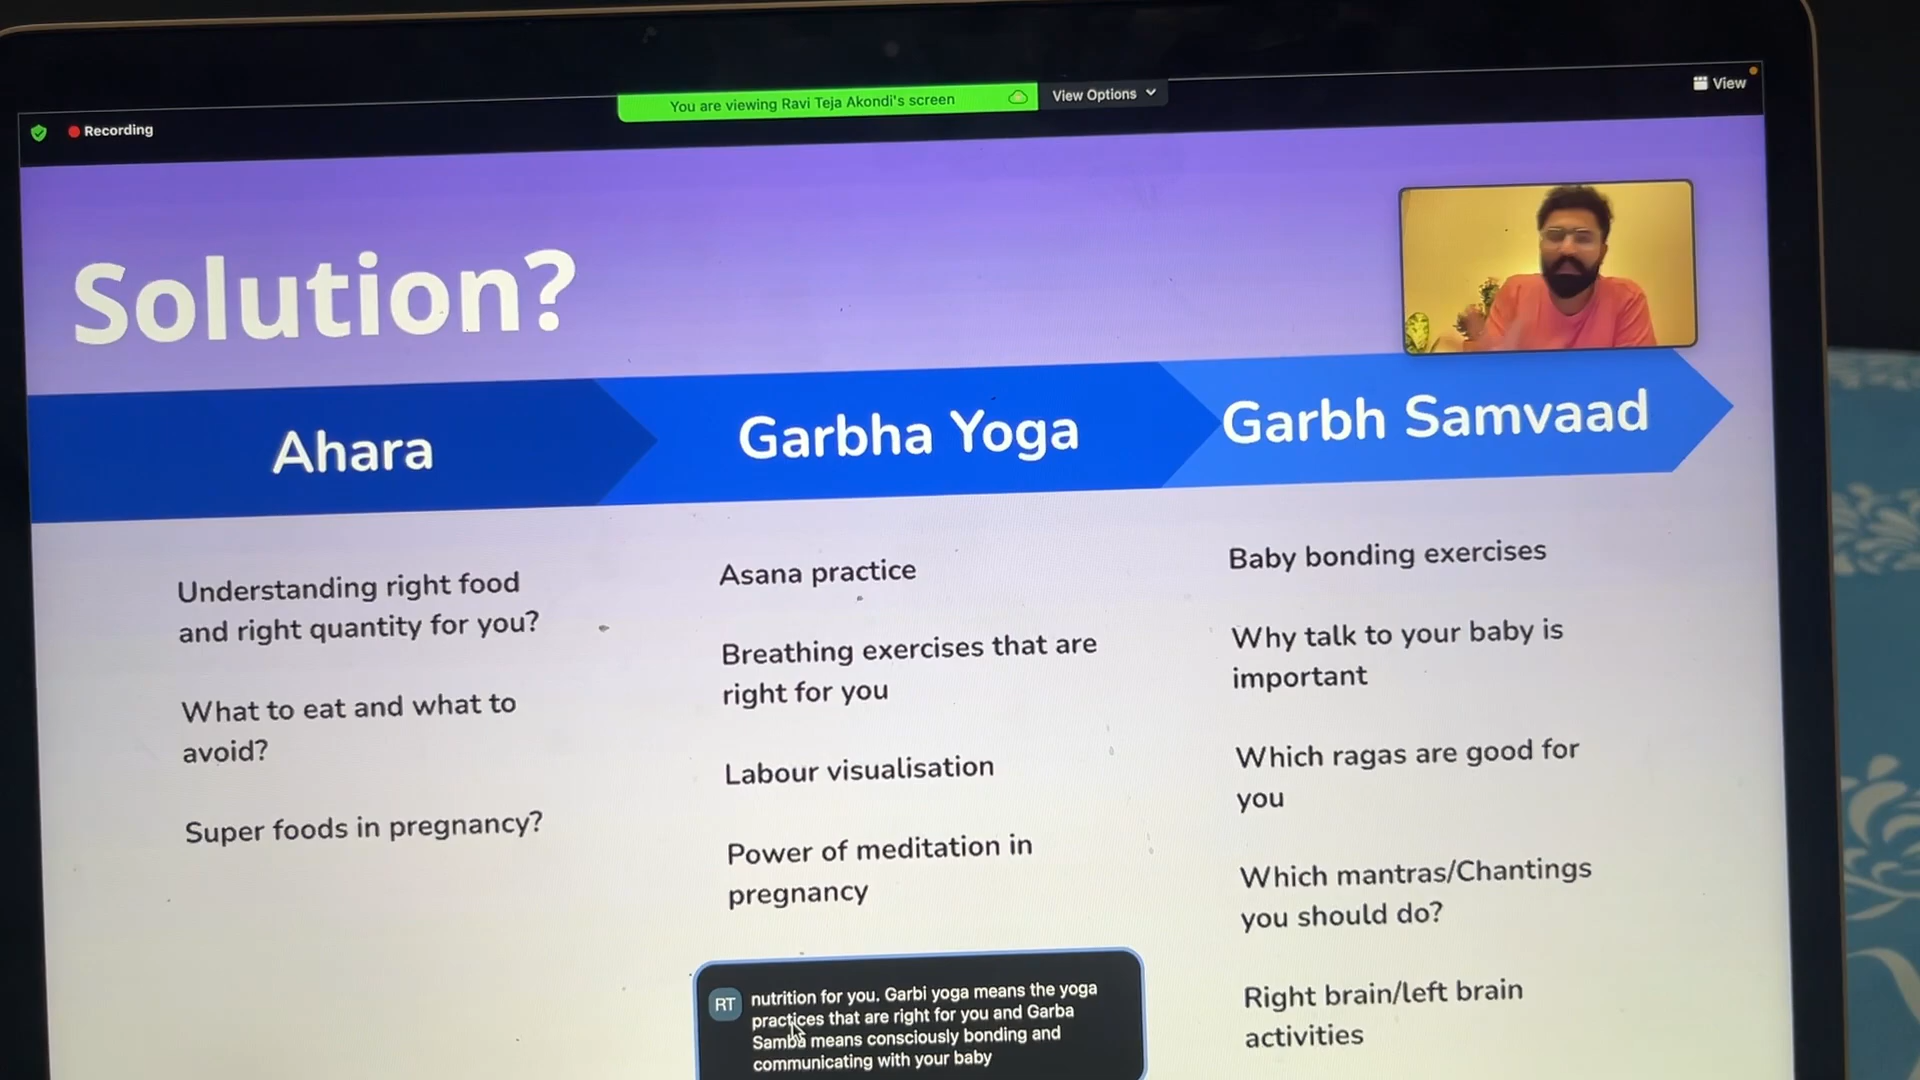 Recording
You are viewing Ravi Teja Akondi's screen
View Options
View
Solution?
Ahara
Garbha Yoga
Garbh Samvaad
Understanding right food
and right quantity for you?
What to eat and what to
avoid?
Super foods in pregnancy?
Asana practice
Breathing exercises that are
right for you
Labour visualisation
Power of meditation in
pregnancy
Baby bonding exercises
Why talk to your baby is
important
Which ragas are good for
you
Which mantras/Chantings
you should do?
Right brain/left brain
activities
RT
nutrition for you. Garbi yoga means the yoga
practices that are right for you and Garba
Samba means consciously bonding and
communicating with your baby